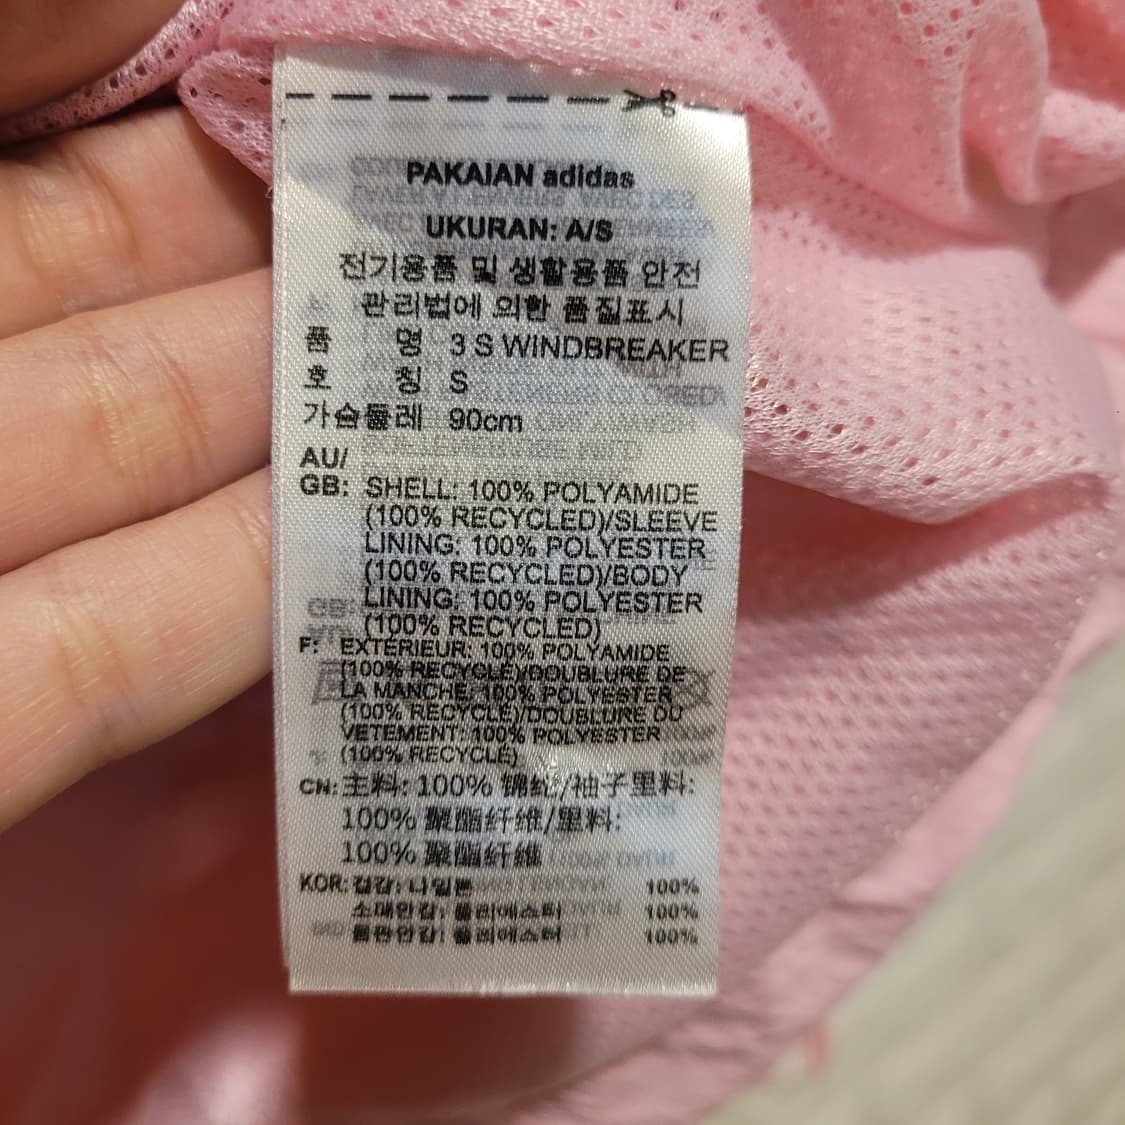 PAKAIAN adidas
UKURAN: A/S
전기용품 및 생활용품 안전
관리법에 의한 품질표시
품 명 3 S WINDBREAKER
호 칭 S
가슴둘레 90cm
AU/
GB: SHELL: 100% POLYAMIDE
(100% RECYCLED)/SLEEVE
LINING: 100% POLYESTER
(100% RECYCLED)/BODY
LINING: 100% POLYESTER
(100% RECYCLED)
F: EXTERIEUR: 100% POLYAMIDE
(100% RECYCLÉ)/DOUBLURE DE
LA MANCHE: 100% POLYESTER
(100% RECYCLÉ)/DOUBLURE DU
VETEMENT: 100% POLYESTER
(100% RECYCLÉ)
CN: 主料: 100% 锦纶/袖子里料:
100% 聚酯纤维/里料:
100% 聚酯纤维
KOR: 겉감: 나일론 100%
소매안감: 폴리에스터 100%
몸판안감: 폴리에스터 100%